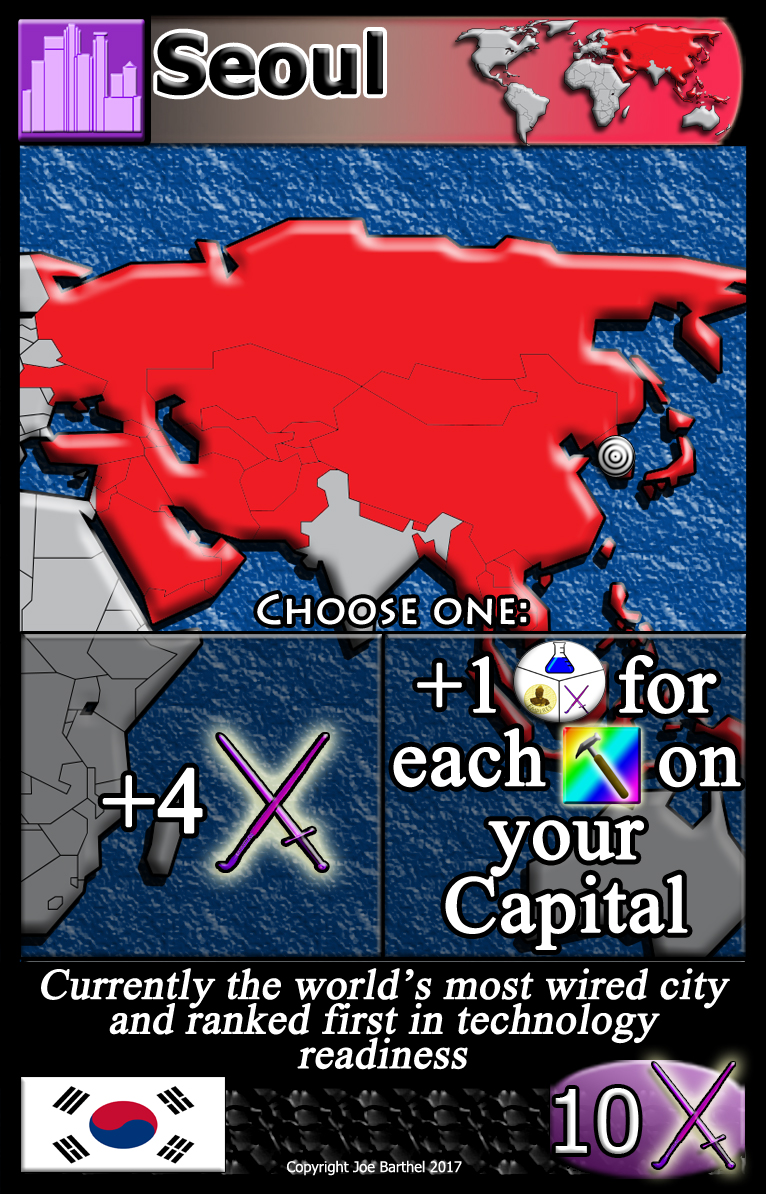 Seoul
Choose one:
+4
+1 for
each on
your
Capital
Currently the world's most wired city
and ranked first in technology
readiness
10
Copyright Joe Barthel 2017